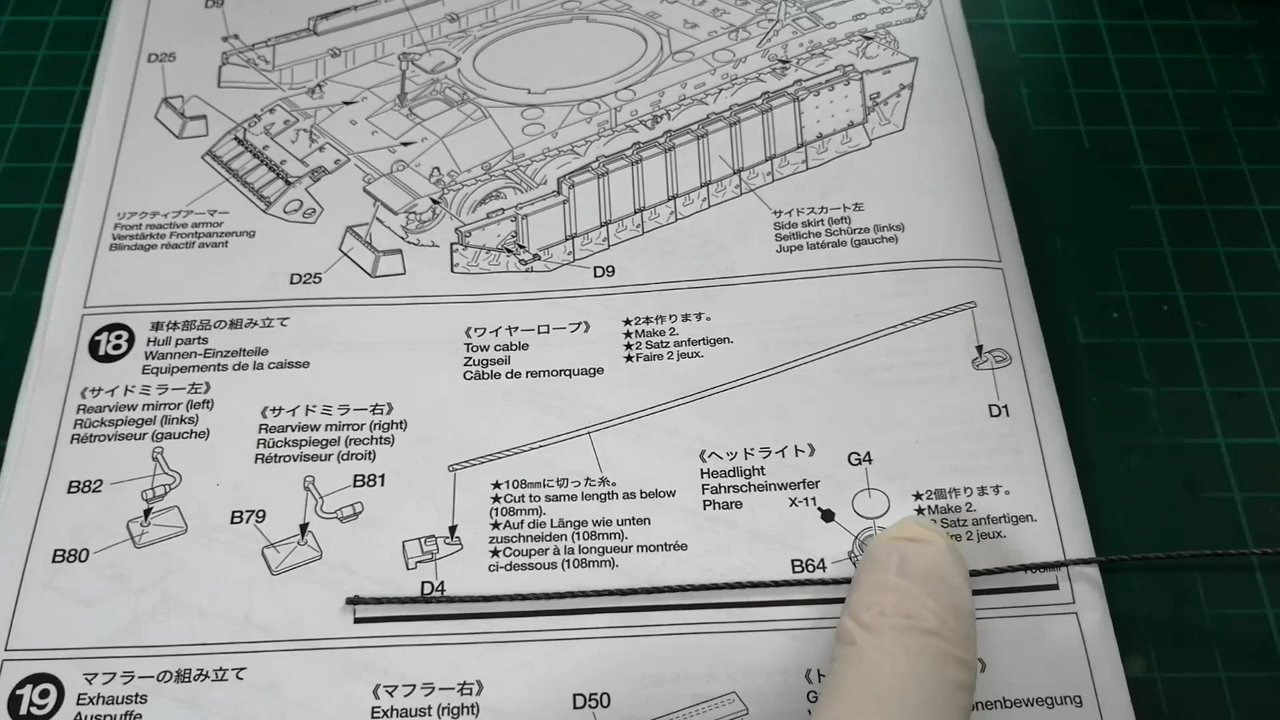 D9
D25
リアクティブアーマー
Front reactive armor
Verstärkte Frontpanzerung
Blindage réactif avant
D25
D9
サイドスカート左
Side skirt (left)
Seitliche Schürze (links)
Jupe latérale (gauche)
18
車体部品の組み立て
Hull parts
Wannen-Einzelteile
Equipements de la caisse
《ワイヤーロープ》
Tow cable
Zugseil
Câble de remorquage
★2本作ります。
★Make 2.
★2 Satz anfertigen.
★Faire 2 jeux.
D1
《サイドミラー左》
Rearview mirror (left)
Rückspiegel (links)
Rétroviseur (gauche)
B82
B80
《サイドミラー右》
Rearview mirror (right)
Rückspiegel (rechts)
Rétroviseur (droit)
B81
B79
★108mmに切った糸。
★Cut to same length as below
(108mm).
★Auf die Länge wie unten
zuschneiden (108mm).
★Couper à la longueur montrée
ci-dessous (108mm).
D4
《ヘッドライト》
Headlight
Fahrscheinwerfer
Phare
G4
X-11
B64
★2個作ります。
★Make 2.
Satz anfertigen.
2 jeux.
19
マフラーの組み立て
Exhausts
Auspuffe
《マフラー右》
Exhaust (right)
D50